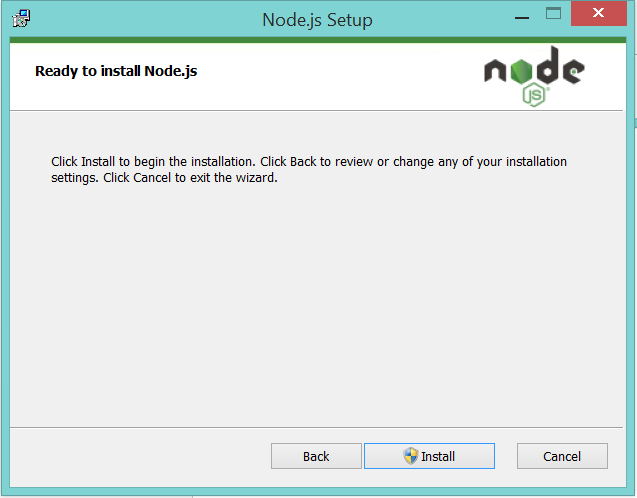 Node.js Setup
Ready to install Node.js
node
JS
Click Install to begin the installation. Click Back to review or change any of your installation
settings. Click Cancel to exit the wizard.
Back
Install
Cancel